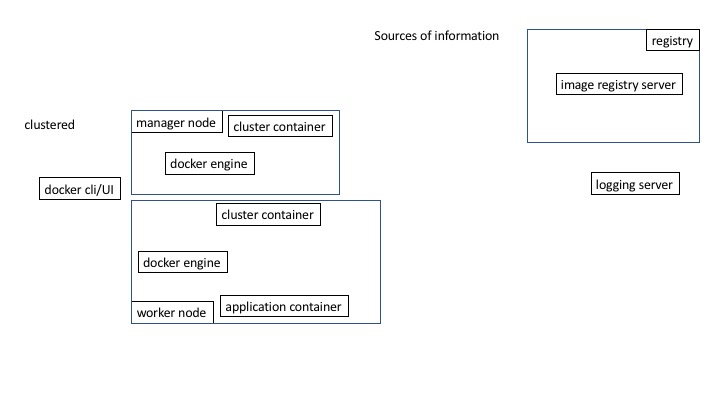 Sources of information
registry
image registry server
clustered
manager node
cluster container
docker engine
docker cli/UI
logging server
cluster container
docker engine
worker node
application container